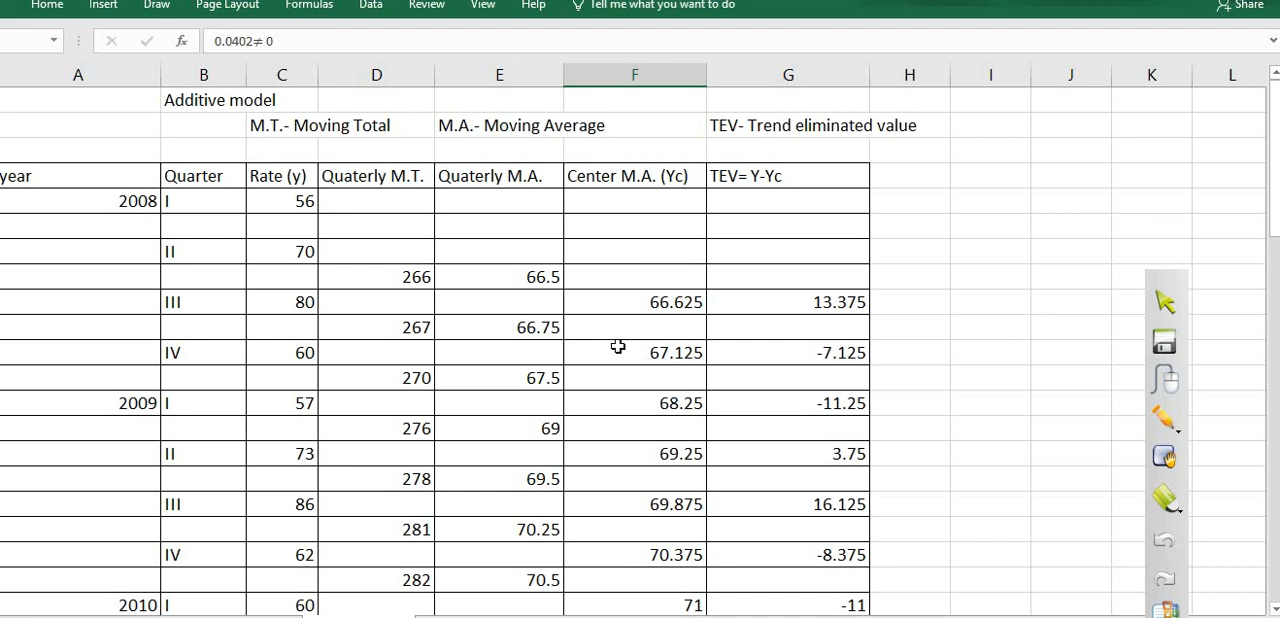 Home Insert Draw Page Layout Formulas Data Review View Help Tell me what you want to do Share
fx 0.0402≠ 0
A B C D E F G H I J K L
Additive model
M.T.- Moving Total M.A.- Moving Average TEV- Trend eliminated value
year Quarter Rate (y) Quaterly M.T. Quaterly M.A. Center M.A. (Yc) TEV= Y-Yc
2008 I 56
II 70
266 66.5
III 80 66.625 13.375
267 66.75
IV 60 67.125 -7.125
270 67.5
2009 I 57 68.25 -11.25
276 69
II 73 69.25 3.75
278 69.5
III 86 69.875 16.125
281 70.25
IV 62 70.375 -8.375
282 70.5
2010 I 60 71 -11